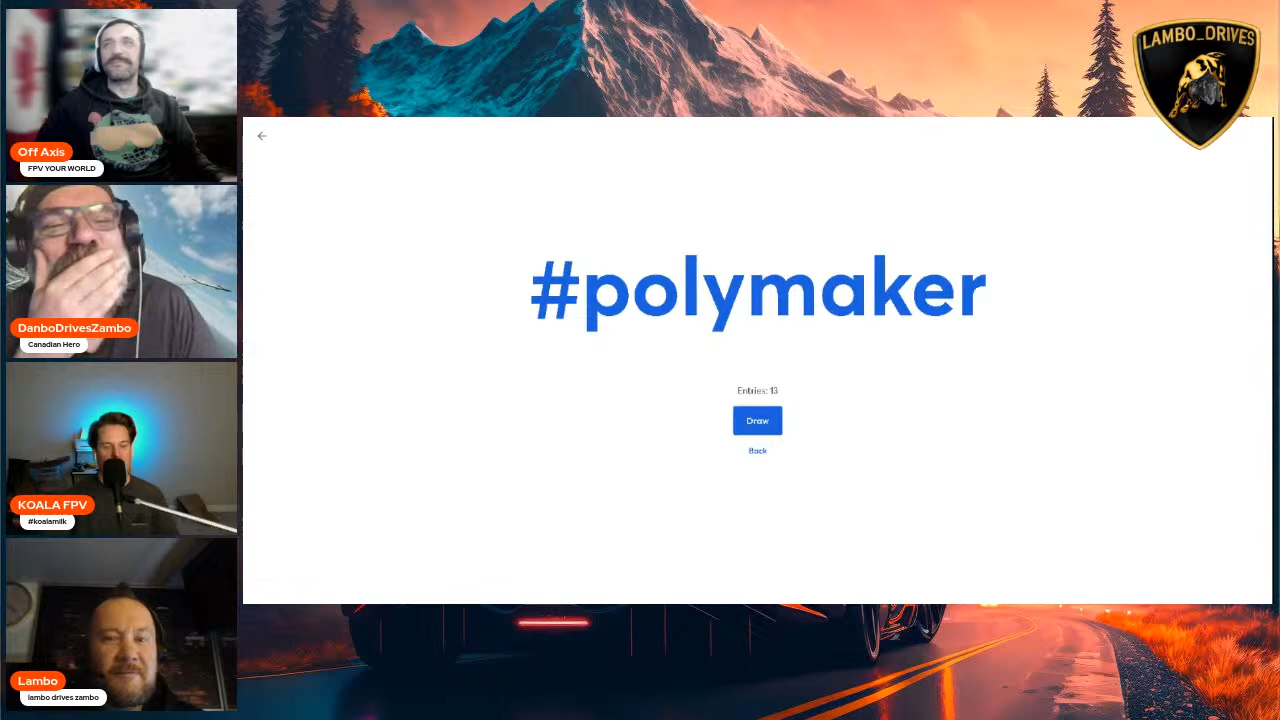 Off Axis
FPV YOUR WORLD
DanboDrivesZambo
Canadian Hero
KOALA FPV
#koalamilk
Lambo
lambo drives zambo
#polymaker
Entries: 13
Draw
Back
LAMBO_DRIVES